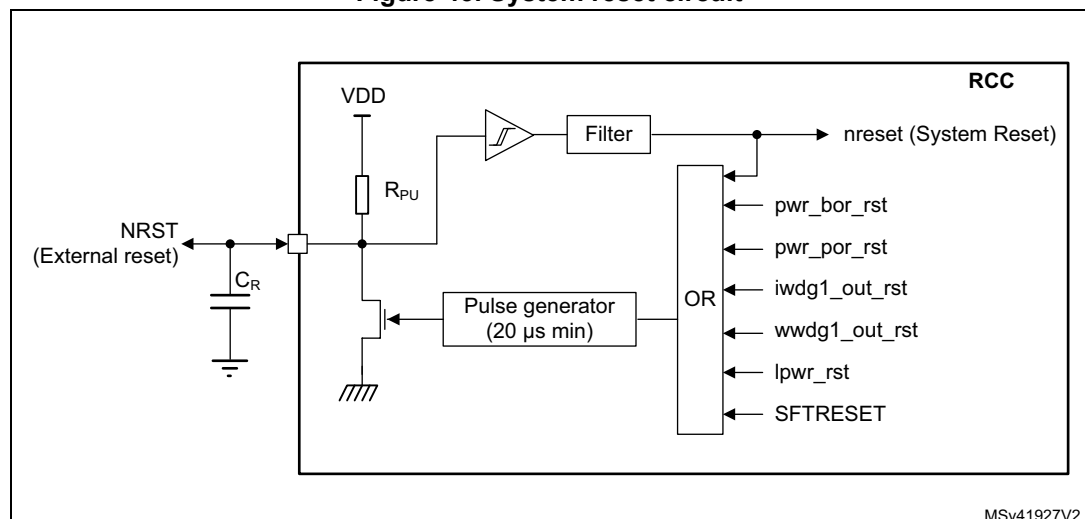 RCC
VDD
Filter
nreset (System Reset)
RPU
pwr_bor_rst
NRST
(External reset)
pwr_por_rst
CR
OR
iwdg1_out_rst
Pulse generator
(20 µs min)
wwdg1_out_rst
lpwr_rst
SFTRESET
MSv41927V2